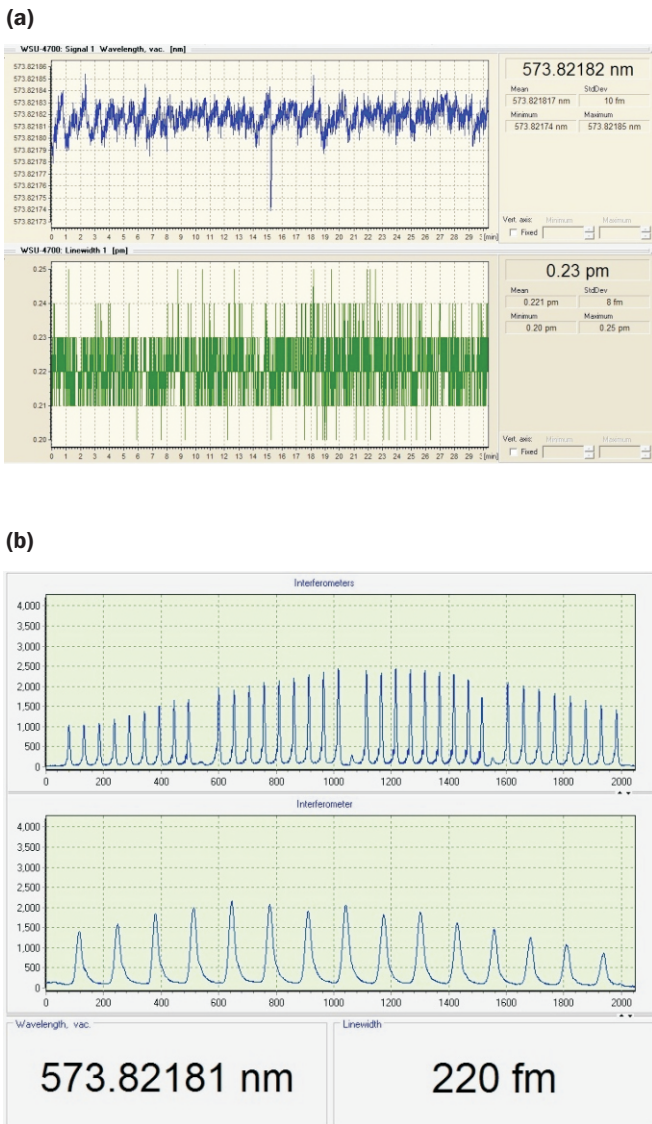 (a)
WSU-4700: Signal 1 Wavelength, vac. [nm]
573.82186
573.82185
573.82184
573.82183
573.82182
573.82181
573.8218
573.82179
573.82178
573.82177
573.82176
573.82175
573.82174
573.82173
0 1 2 3 4 5 6 7 8 9 10 11 12 13 14 15 16 17 18 19 20 21 22 23 24 25 26 27 28 29 [min]
573.82182 nm
Mean StdDev
573.821817 nm 10 fm
Minimum Maximum
573.82174 nm 573.82185 nm
Vert. axis: Minimum Maximum
Fixed
WSU-4700: Linewidth 1 [pm]
0.25
0.24
0.23
0.22
0.21
0.20
0 1 2 3 4 5 6 7 8 9 10 11 12 13 14 15 16 17 18 19 20 21 22 23 24 25 26 27 28 29 [min]
0.23 pm
Mean StdDev
0.221 pm 8 fm
Minimum Maximum
0.20 pm 0.25 pm
Vert. axis: Minimum Maximum
Fixed
(b)
Interferometers
4,000
3,500
3,000
2,500
2,000
1,500
1,000
500
0
0 200 400 600 800 1000 1200 1400 1600 1800 2000
Interferometer
4,000
3,500
3,000
2,500
2,000
1,500
1,000
500
0
0 200 400 600 800 1000 1200 1400 1600 1800 2000
Wavelength, vac. Linewidth
573.82181 nm 220 fm